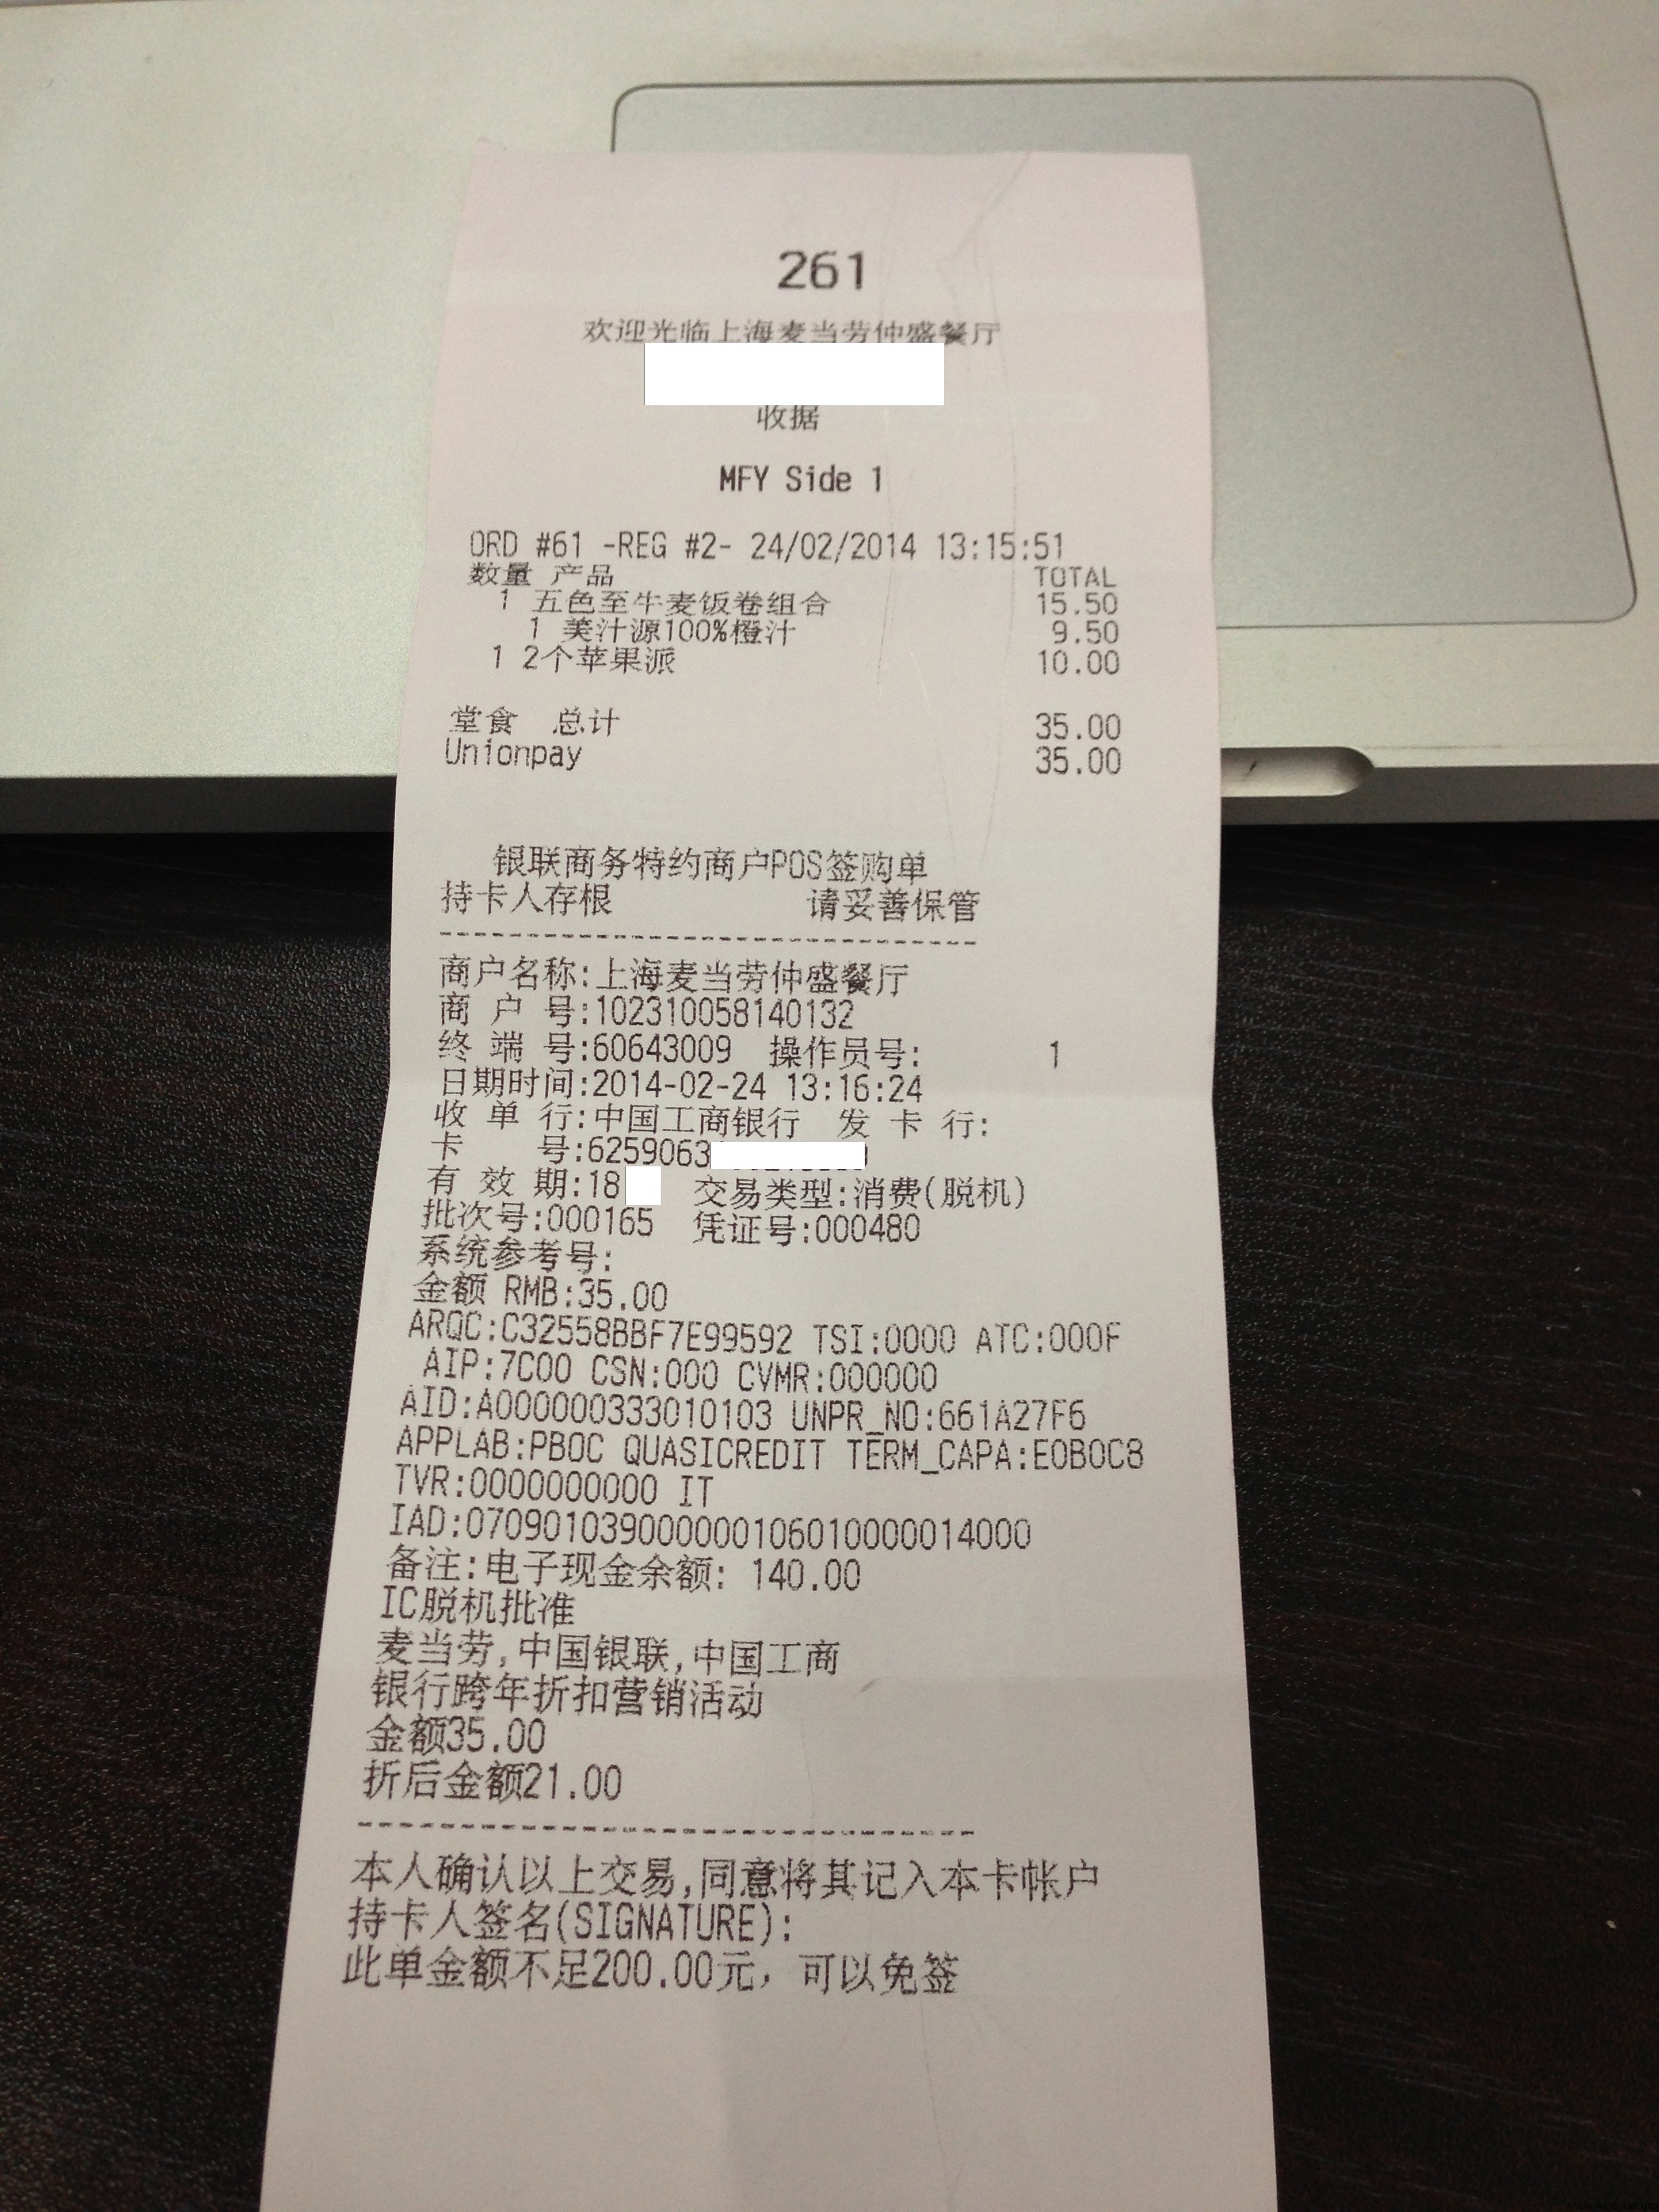 261
欢迎光临上海麦当劳仲盛餐厅
收据
MFY Side 1
ORD #61 -REG #2- 24/02/2014 13:15:51
数量 产品 TOTAL
1 五色至牛麦饭卷组合 15.50
1 美汁源100%橙汁 9.50
1 2个苹果派 10.00
堂食 总计 35.00
Unionpay 35.00
银联商务特约商户POS签购单
持卡人存根 请妥善保管
商户名称:上海麦当劳仲盛餐厅
商 户 号:102310058140132
终 端 号:60643009 操作员号: 1
日期时间:2014-02-24 13:16:24
收 单 行:中国工商银行 发 卡 行:
卡 号:6259063
有 效 期:18 交易类型:消费(脱机)
批次号:000165 凭证号:000480
系统参考号:
金额 RMB:35.00
ARQC:C32558BBF7E99592 TSI:0000 ATC:000F
AIP:7C00 CSN:000 CVMR:000000
AID:A000000333010103 UNPR_NO:661A27F6
APPLAB:PBOC QUASICREDIT TERM_CAPA:E0B0C8
TVR:0000000000 IT
IAD:07090103900000010601000001​4000
备注:电子现金余额: 140.00
IC脱机批准
麦当劳,中国银联,中国工商
银行跨年折扣营销活动
金额35.00
折后金额21.00
本人确认以上交易,同意将其记入本卡帐户
持卡人签名(SIGNATURE):
此单金额不足200.00元，可以免签